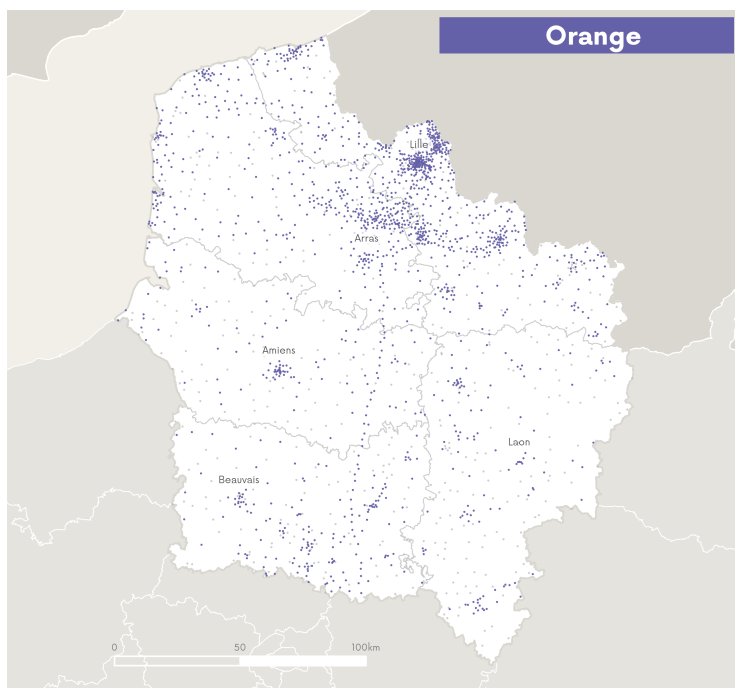 Orange
Lille
Arras
Amiens
Laon
Beauvais
0 50 100km